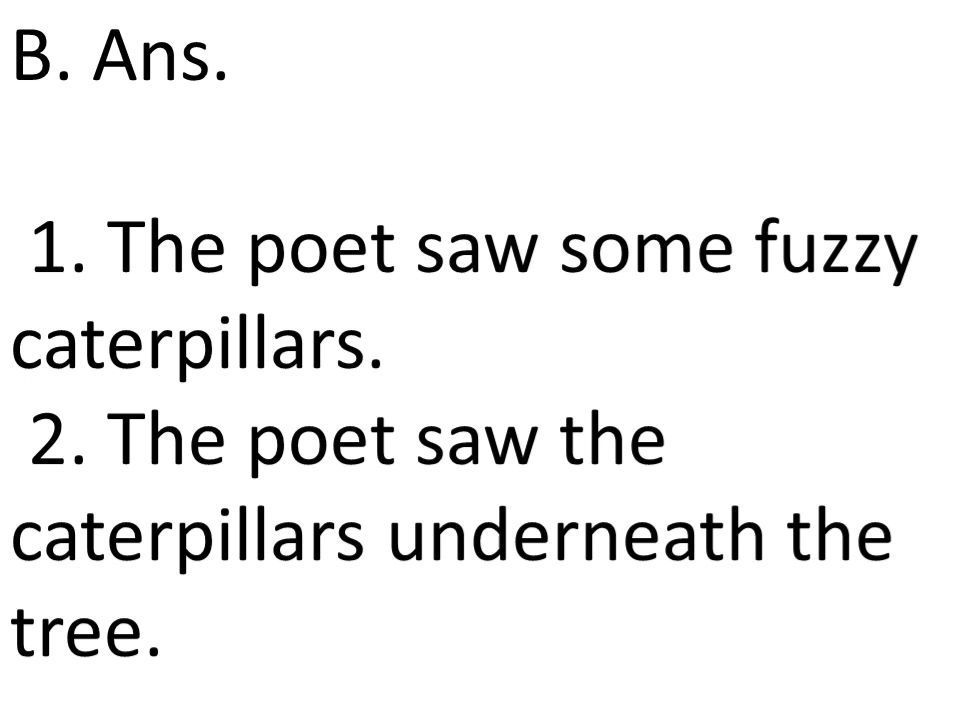 B. Ans.
1. The poet saw some fuzzy
caterpillars.
2. The poet saw the
caterpillars underneath the
tree.